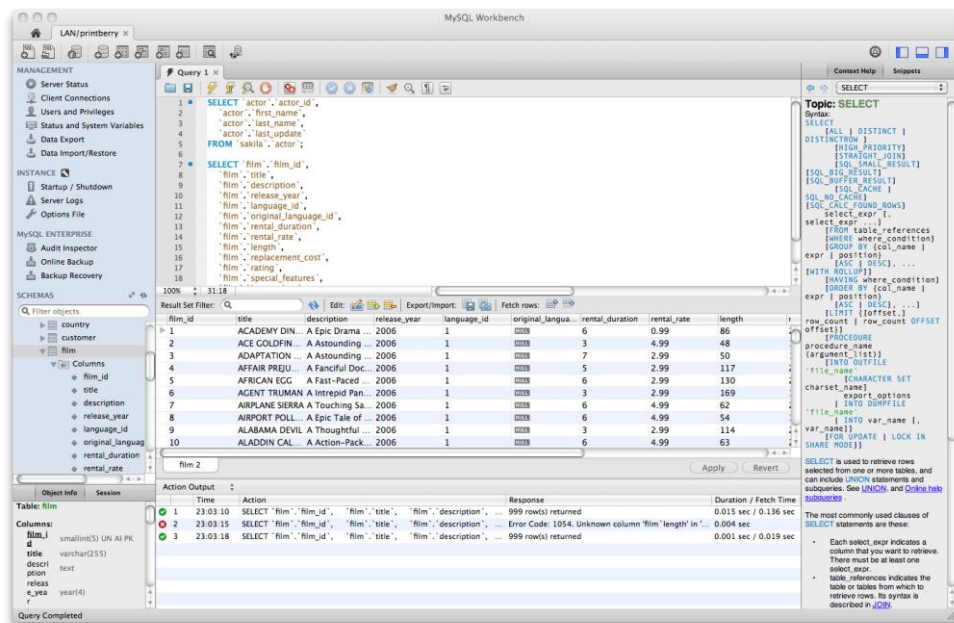 MySQL Workbench
LAN/printberry
MANAGEMENT
Server Status
Client Connections
Users and Privileges
Status and System Variables
Data Export
Data Import/Restore
INSTANCE
Startup / Shutdown
Server Logs
Options File
MySQL ENTERPRISE
Audit Inspector
Online Backup
Backup Recovery
SCHEMAS
Filter objects
country
customer
film
Columns
film_id
title
description
release_year
language_id
original_languag
rental_duration
rental_rate
Object Info Session
Table: film
Columns:
film_i
d smallint(5) UN AI PK
title varchar(255)
descri
ption text
releas
e_yea year(4)
r
Query Completed
Query 1
1 SELECT `actor`.`actor_id`,
2 `actor`.`first_name`,
3 `actor`.`last_name`,
4 `actor`.`last_update`
5 FROM `sakila`.`actor`;
6
7 SELECT `film`.`film_id`,
8 `film`.`title`,
9 `film`.`description`,
10 `film`.`release_year`,
11 `film`.`language_id`,
12 `film`.`original_language_id`,
13 `film`.`rental_duration`,
14 `film`.`rental_rate`,
15 `film`.`length`,
16 `film`.`replacement_cost`,
17 `film`.`rating`,
18 `film`.`special_features`,
100% 31:18
Result Set Filter: Edit: Export/Import: Fetch rows:
film_id title description release_year language_id original_langua... rental_duration rental_rate length
1 ACADEMY DIN... A Epic Drama ... 2006 1 NULL 6 0.99 86
2 ACE GOLDFIN... A Astounding ... 2006 1 NULL 3 4.99 48
3 ADAPTATION ... A Astounding ... 2006 1 NULL 7 2.99 50
4 AFFAIR PREJU... A Fanciful Doc... 2006 1 NULL 5 2.99 117
5 AFRICAN EGG A Fast-Paced ... 2006 1 NULL 6 2.99 130
6 AGENT TRUMAN A Intrepid Pan... 2006 1 NULL 3 2.99 169
7 AIRPLANE SIERRA A Touching Sa... 2006 1 NULL 6 4.99 62
8 AIRPORT POLL... A Epic Tale of ... 2006 1 NULL 6 4.99 54
9 ALABAMA DEVIL A Thoughtful ... 2006 1 NULL 3 2.99 114
10 ALADDIN CAL... A Action-Pack... 2006 1 NULL 6 4.99 63
film 2 Apply Revert
Action Output
Time Action Response Duration / Fetch Time
1 23:03:10 SELECT `film`.`film_id`, `film`.`title`, `film`.`description`, ... 999 row(s) returned 0.015 sec / 0.136 sec
2 23:03:15 SELECT `film`.`film_id`, `film`.`title`, `film`.`description`, ... Error Code: 1054. Unknown column 'film`length' in '... 0.004 sec
3 23:03:18 SELECT `film`.`film_id`, `film`.`title`, `film`.`description`, ... 999 row(s) returned 0.001 sec / 0.019 sec
Context Help Snippets
SELECT
Topic: SELECT
Syntax:
SELECT
[ALL | DISTINCT |
DISTINCTROW ]
[HIGH_PRIORITY]
[STRAIGHT_JOIN]
[SQL_SMALL_RESULT]
[SQL_BIG_RESULT]
[SQL_BUFFER_RESULT]
[SQL_CACHE |
SQL_NO_CACHE]
[SQL_CALC_FOUND_ROWS]
select_expr [,
select_expr ...]
[FROM table_references
[WHERE where_condition]
[GROUP BY {col_name |
expr | position}
[ASC | DESC], ...
[WITH ROLLUP]]
[HAVING where_condition]
[ORDER BY {col_name |
expr | position}
[ASC | DESC], ...]
[LIMIT {[offset,]
row_count | row_count OFFSET
offset}]
[PROCEDURE
procedure_name
(argument_list)]
[INTO OUTFILE
'file_name'
[CHARACTER SET
charset_name]
export_options
| INTO DUMPFILE
'file_name'
| INTO var_name [,
var_name]]
[FOR UPDATE | LOCK IN
SHARE MODE]]
SELECT is used to retrieve rows
selected from one or more tables, and
can include UNION statements and
subqueries. See UNION, and Online help
subqueries .
The most commonly used clauses of
SELECT statements are these:
• Each select_expr indicates a
column that you want to retrieve.
There must be at least one
select_expr.
• table_references indicates the
table or tables from which to
retrieve rows. Its syntax is
described in JOIN.